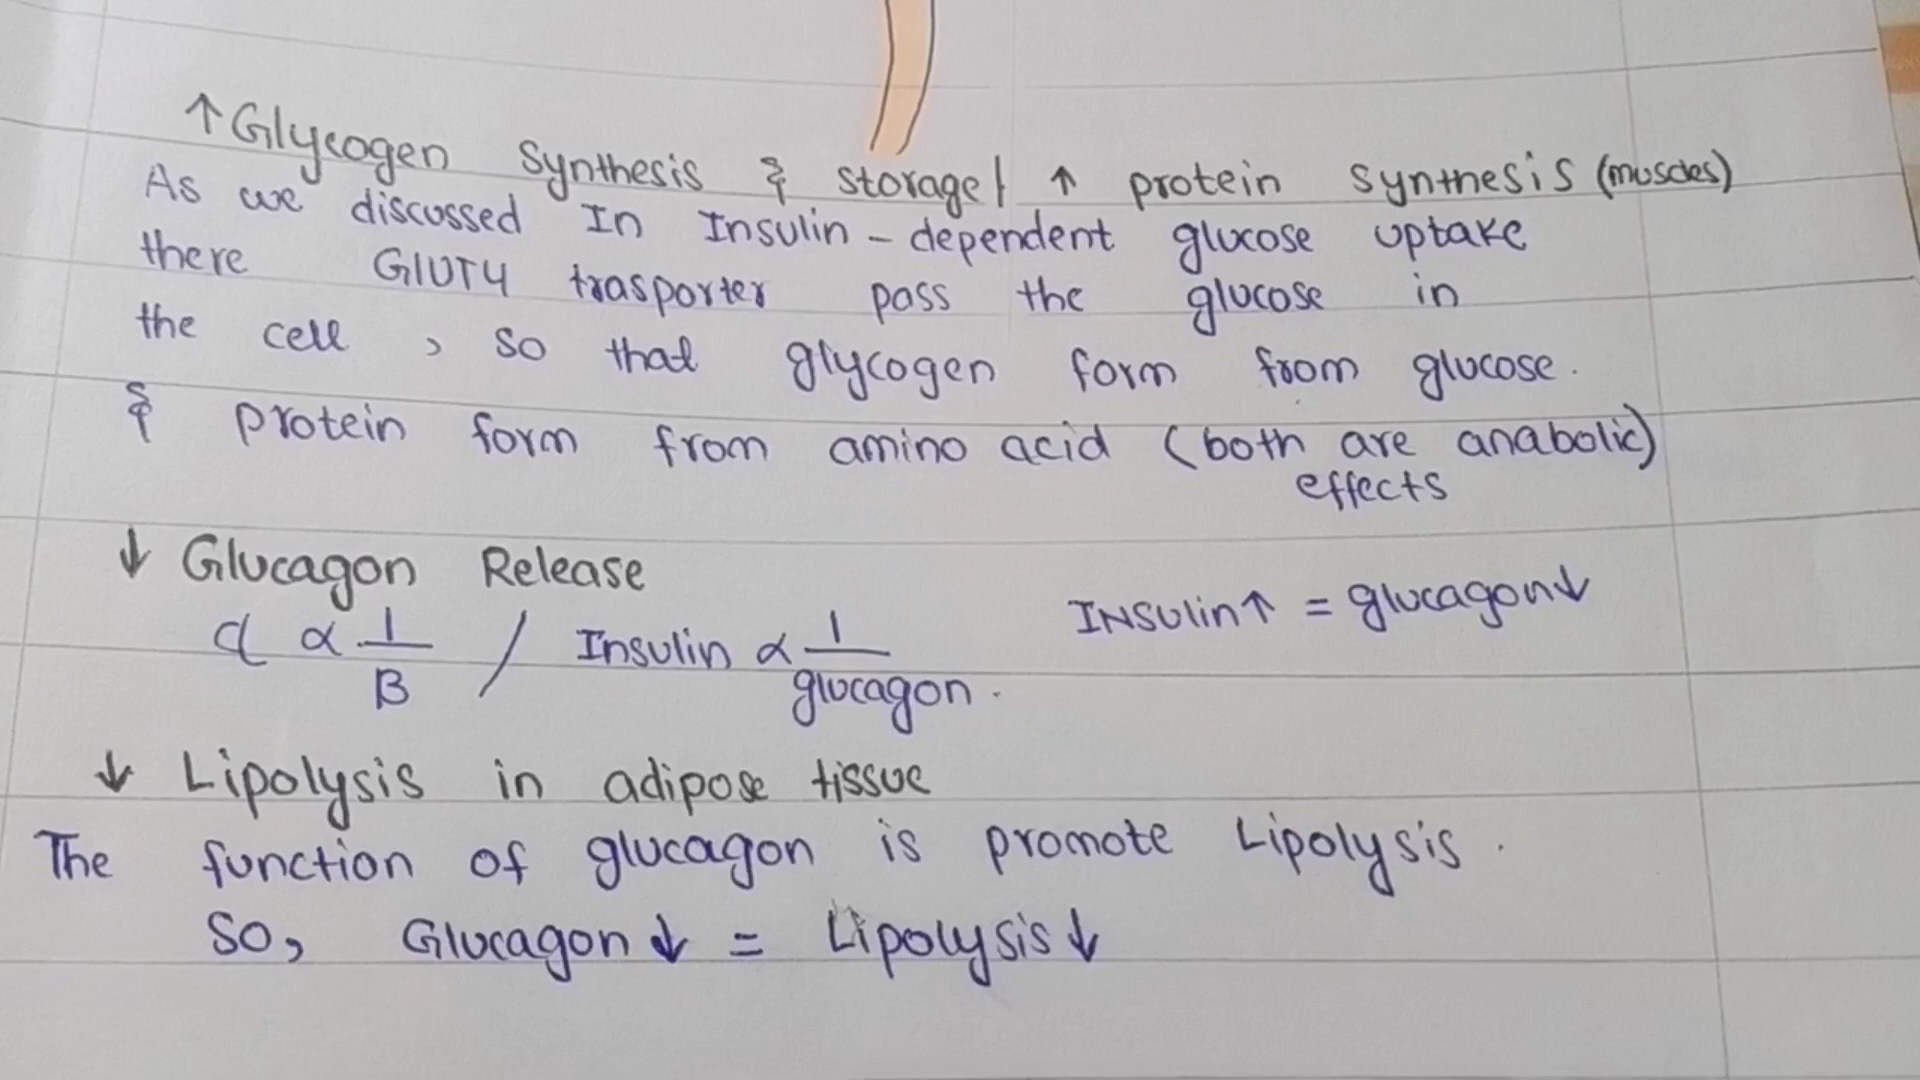 ↑ Glycogen Synthesis & storage / ↑ protein synthesis (muscles)
As we discussed In Insulin - dependent glucose uptake
there GlUT4 trasporter pass the glucose in
the cell , so that glycogen form from glucose.
& protein form from amino acid (both are anabolic)
effects
↓ Glucagon Release
α ∝ 1/B / Insulin ∝ 1/glucagon. INSulin↑ = glucagon↓
↓ Lipolysis in adipose tissue
The function of glucagon is promote Lipolysis.
So, Glucagon ↓ = Lipolysis ↓